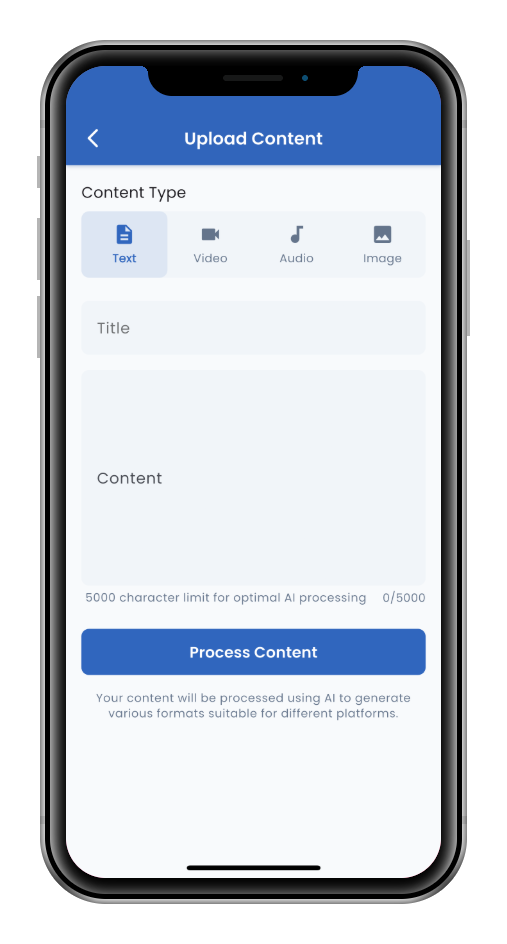 Upload Content
Content Type
Text Video Audio Image
Title
Content
5000 character limit for optimal AI processing 0/5000
Process Content
Your content will be processed using AI to generate
various formats suitable for different platforms.